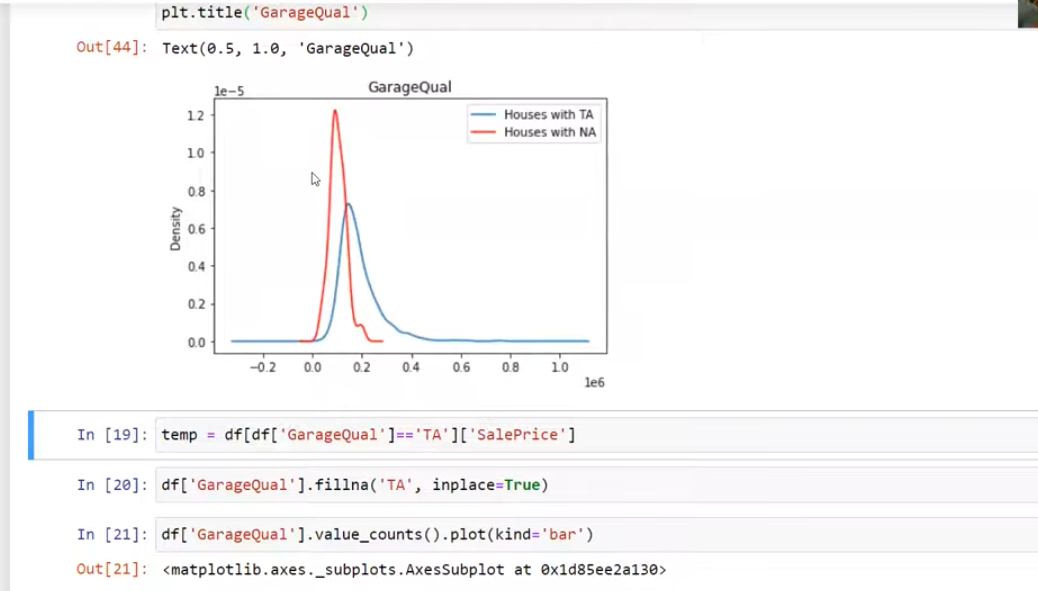 plt.title('GarageQual')
Out[44]: Text(0.5, 1.0, 'GarageQual')
GarageQual
1e-5
Houses with TA
Houses with NA
1.2
1.0
0.8
0.6
0.4
0.2
0.0
Density
−0.2 0.0 0.2 0.4 0.6 0.8 1.0
1e6
In [19]: temp = df[df['GarageQual']=='TA']['SalePrice']
In [20]: df['GarageQual'].fillna('TA', inplace=True)
In [21]: df['GarageQual'].value_counts().plot(kind='bar')
Out[21]: <matplotlib.axes._subplots.AxesSubplot at 0x1d85ee2a130>